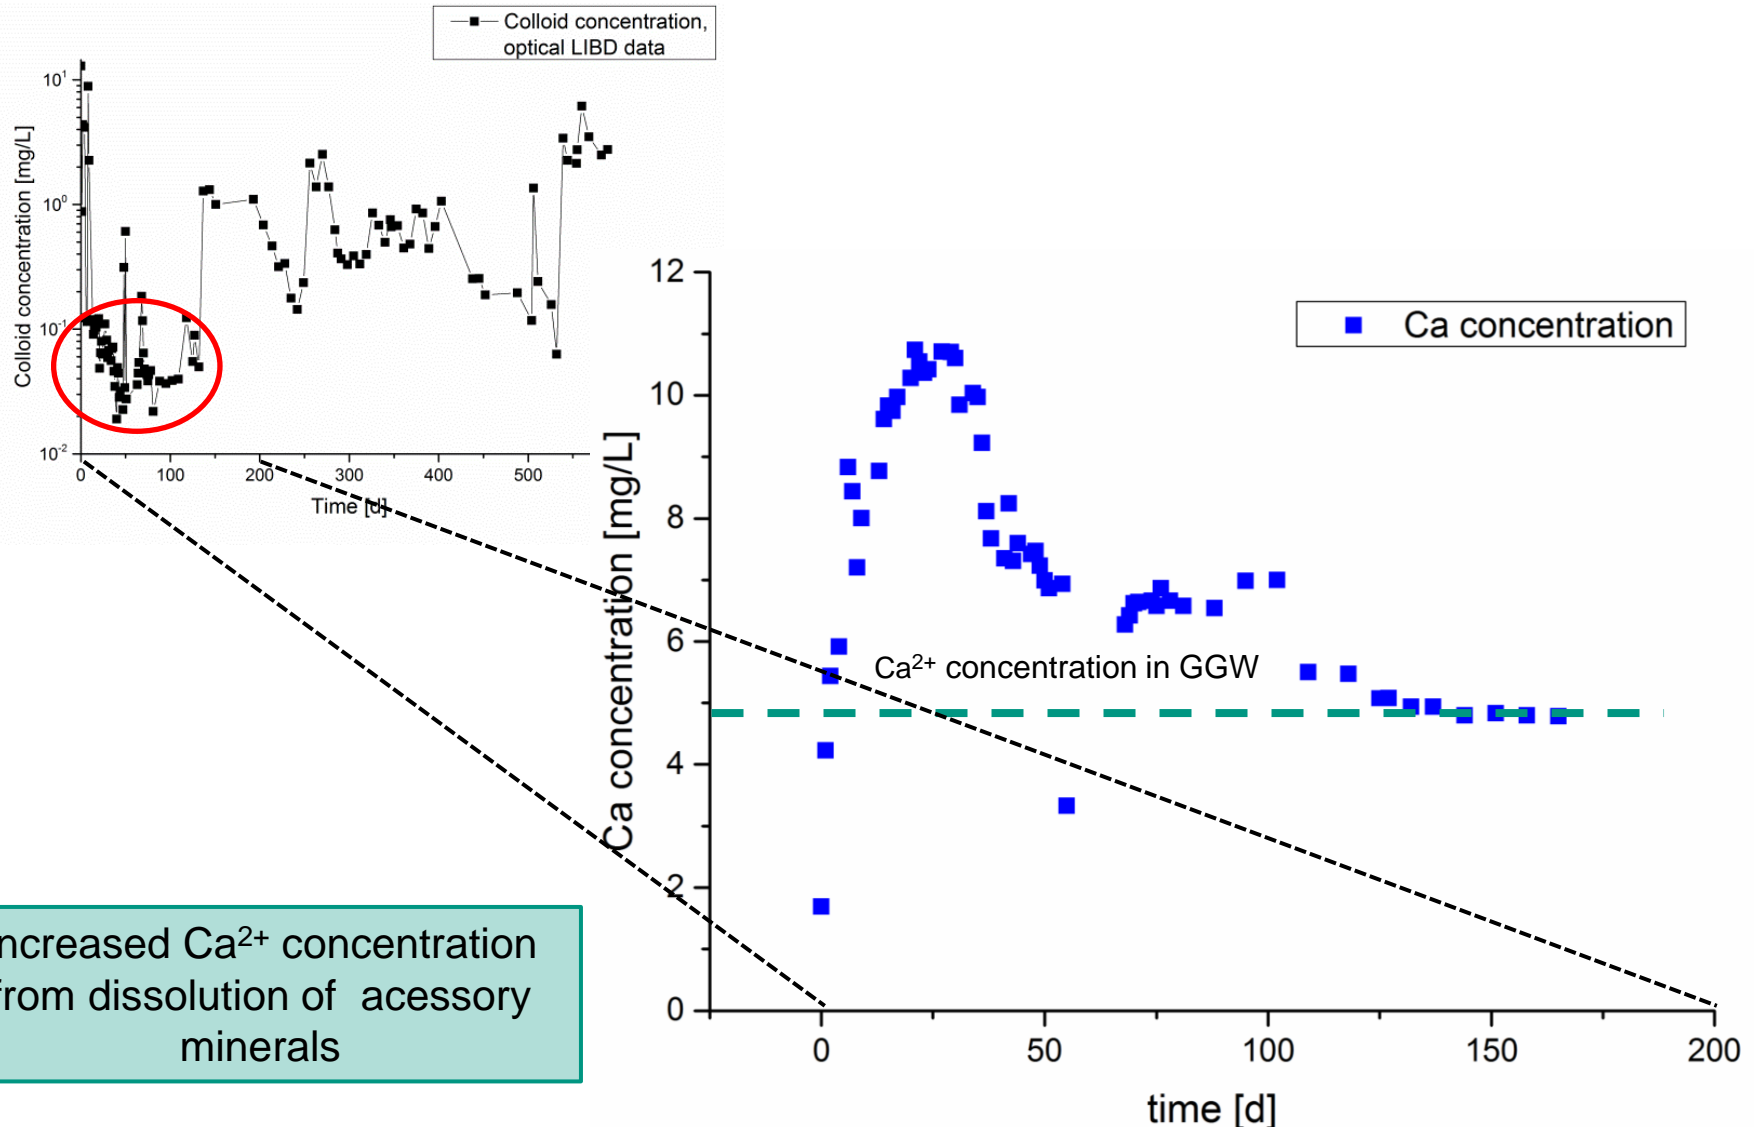 Colloid concentration,
optical LIBD data
Colloid concentration [mg/L]
10¹
10⁰
10⁻¹
10⁻²
0 100 200 300 400 500
Time [d]
Ca concentration
Ca concentration [mg/L]
12
10
8
6
4
2
0
Ca²⁺ concentration in GGW
0 50 100 150 200
time [d]
ncreased Ca²⁺ concentration
from dissolution of acessory
minerals